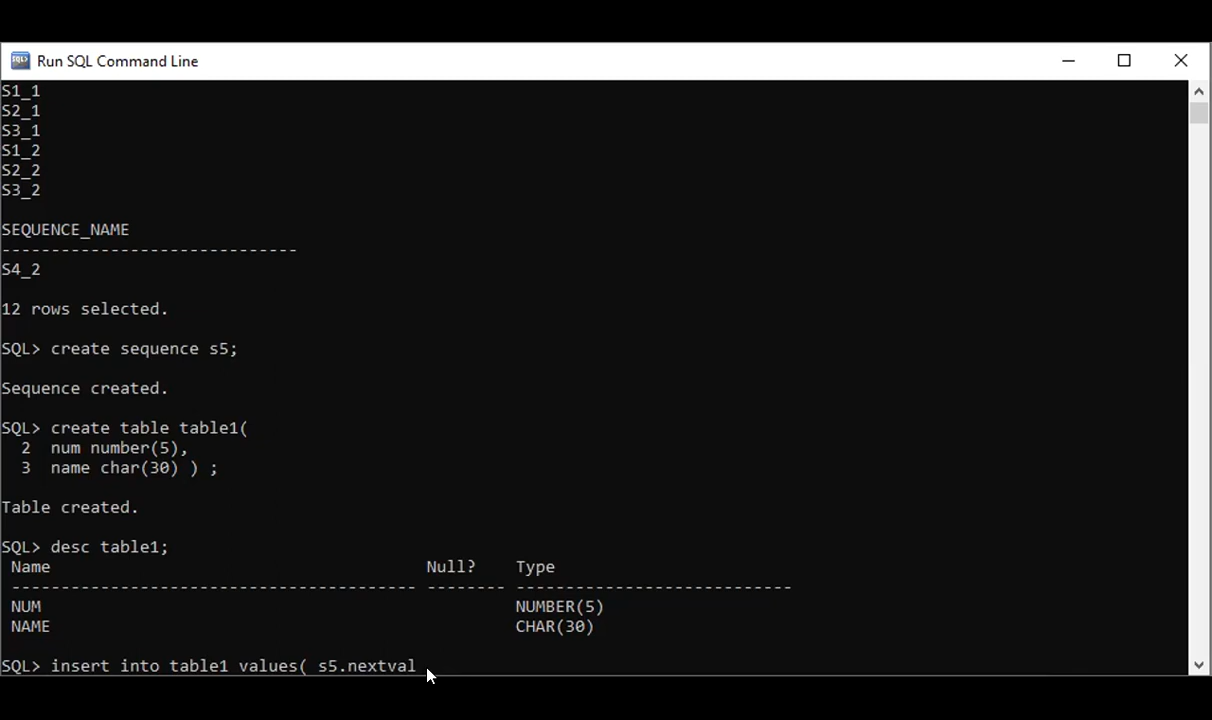 Run SQL Command Line
S1_1
S2_1
S3_1
S1_2
S2_2
S3_2
SEQUENCE_NAME
------------------------------
S4_2
12 rows selected.
SQL> create sequence s5;
Sequence created.
SQL> create table table1(
  2  num number(5),
  3  name char(30) ) ;
Table created.
SQL> desc table1;
 Name                                      Null?    Type
 ----------------------------------------- -------- ----------------------------
 NUM                                                NUMBER(5)
 NAME                                               CHAR(30)
SQL> insert into table1 values( s5.nextval